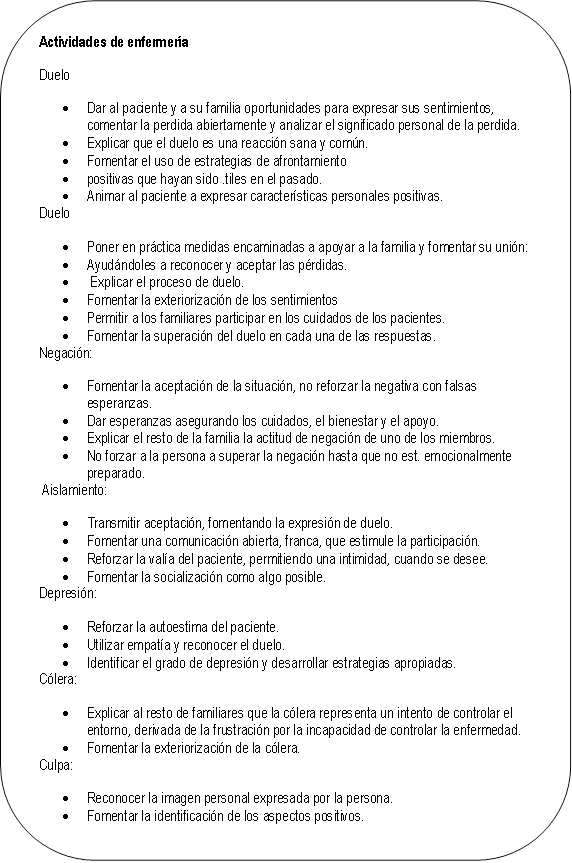 Actividades de enfermería
Duelo
• Dar al paciente y a su familia oportunidades para expresar sus sentimientos,
comentar la perdida abiertamente y analizar el significado personal de la perdida.
• Explicar que el duelo es una reacción sana y común.
• Fomentar el uso de estrategias de afrontamiento
• positivas que hayan sido .tiles en el pasado.
• Animar al paciente a expresar características personales positivas.
Duelo
• Poner en práctica medidas encaminadas a apoyar a la familia y fomentar su unión:
• Ayudándoles a reconocer y aceptar las pérdidas.
• Explicar el proceso de duelo.
• Fomentar la exteriorización de los sentimientos
• Permitir a los familiares participar en los cuidados de los pacientes.
• Fomentar la superación del duelo en cada una de las respuestas.
Negación:
• Fomentar la aceptación de la situación, no reforzar la negativa con falsas
esperanzas.
• Dar esperanzas asegurando los cuidados, el bienestar y el apoyo.
• Explicar el resto de la familia la actitud de negación de uno de los miembros.
• No forzar a la persona a superar la negación hasta que no est. emocionalmente
preparado.
Aislamiento:
• Transmitir aceptación, fomentando la expresión de duelo.
• Fomentar una comunicación abierta, franca, que estimule la participación.
• Reforzar la valía del paciente, permitiendo una intimidad, cuando se desee.
• Fomentar la socialización como algo posible.
Depresión:
• Reforzar la autoestima del paciente.
• Utilizar empatía y reconocer el duelo.
• Identificar el grado de depresión y desarrollar estrategias apropiadas.
Cólera:
• Explicar al resto de familiares que la cólera representa un intento de controlar el
entorno, derivada de la frustración por la incapacidad de controlar la enfermedad.
• Fomentar la exteriorización de la cólera.
Culpa:
• Reconocer la imagen personal expresada por la persona.
• Fomentar la identificación de los aspectos positivos.